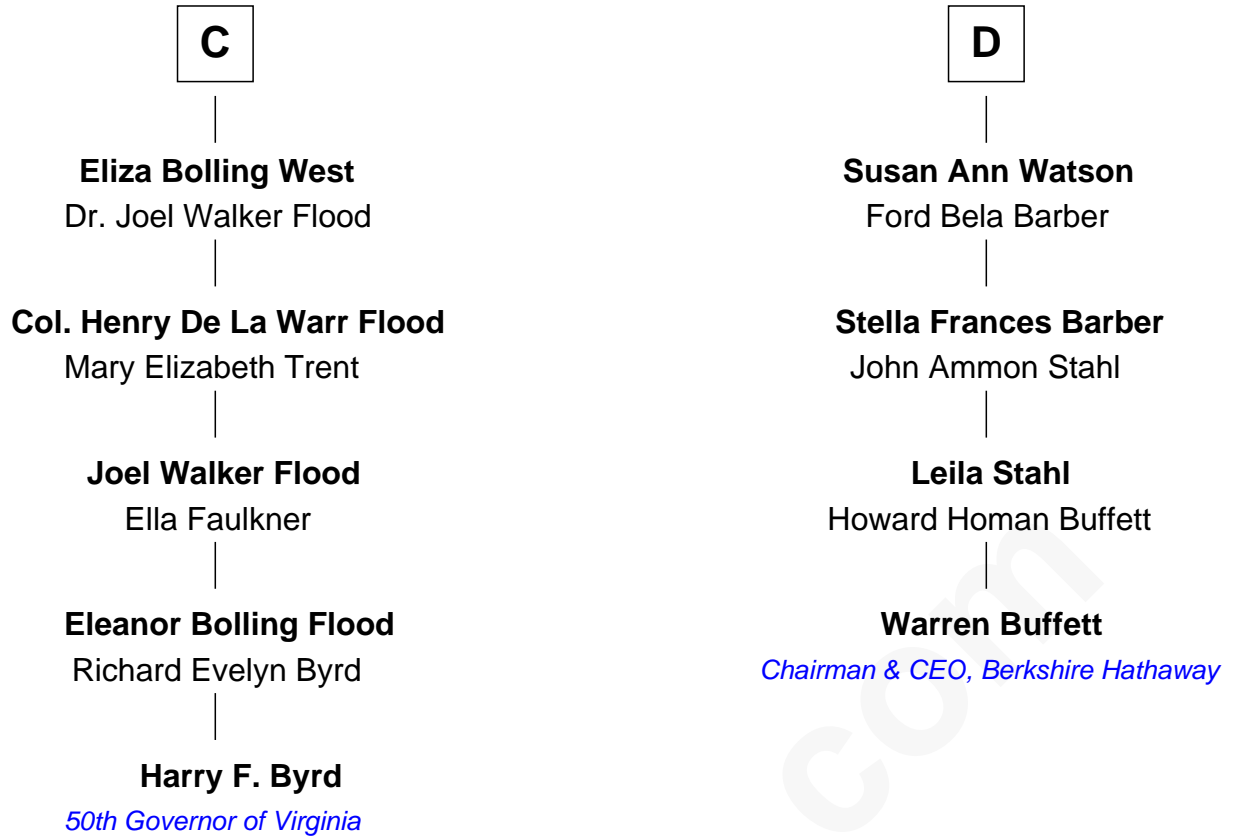 C
Eliza Bolling West
Dr. Joel Walker Flood
Col. Henry De La Warr Flood
Mary Elizabeth Trent
Joel Walker Flood
Ella Faulkner
Eleanor Bolling Flood
Richard Evelyn Byrd
Harry F. Byrd
50th Governor of Virginia
D
Susan Ann Watson
Ford Bela Barber
Stella Frances Barber
John Ammon Stahl
Leila Stahl
Howard Homan Buffett
Warren Buffett
Chairman & CEO, Berkshire Hathaway
com